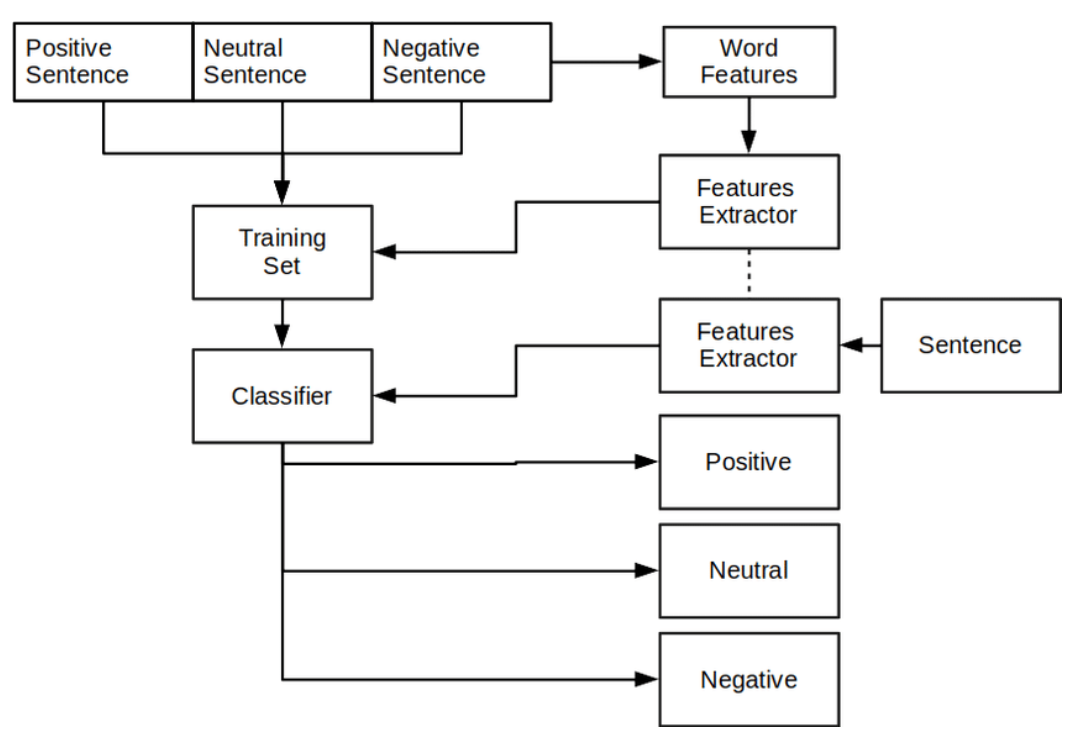 Positive
Sentence
Neutral
Sentence
Negative
Sentence
Word
Features
Features
Extractor
Training
Set
Features
Extractor
Sentence
Classifier
Positive
Neutral
Negative